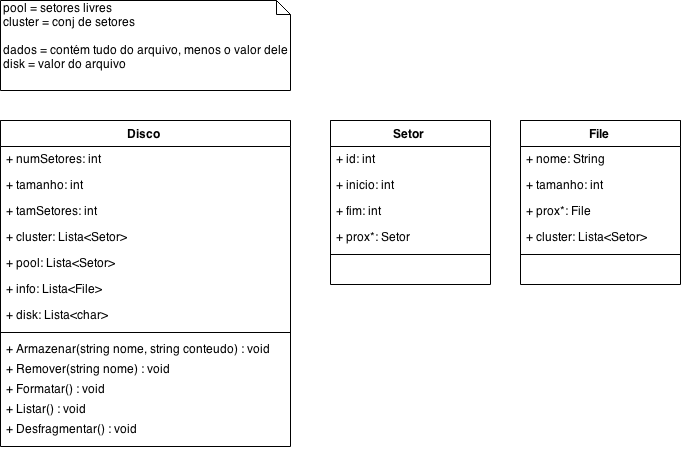 pool = setores livres
cluster = conj de setores
dados = contém tudo do arquivo, menos o valor dele
disk = valor do arquivo
Disco
+ numSetores: int
+ tamanho: int
+ tamSetores: int
+ cluster: Lista<Setor>
+ pool: Lista<Setor>
+ info: Lista<File>
+ disk: Lista<char>
+ Armazenar(string nome, string conteudo) : void
+ Remover(string nome) : void
+ Formatar() : void
+ Listar() : void
+ Desfragmentar() : void
Setor
+ id: int
+ inicio: int
+ fim: int
+ prox*: Setor
File
+ nome: String
+ tamanho: int
+ prox*: File
+ cluster: Lista<Setor>